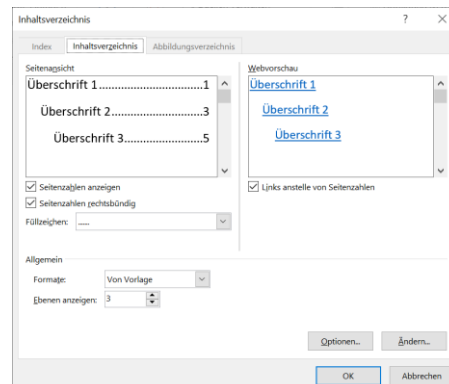 Inhaltsverzeichnis
Index Inhaltsverzeichnis Abbildungsverzeichnis
Seitenansicht
Überschrift 1................................1
Überschrift 2.........................3
Überschrift 3..................5
Webvorschau
Überschrift 1
Überschrift 2
Überschrift 3
Seitenzahlen anzeigen
Seitenzahlen rechtsbündig
Füllzeichen: ......
Links anstelle von Seitenzahlen
Allgemein
Formate: Von Vorlage
Ebenen anzeigen: 3
Optionen... Ändern...
OK Abbrechen